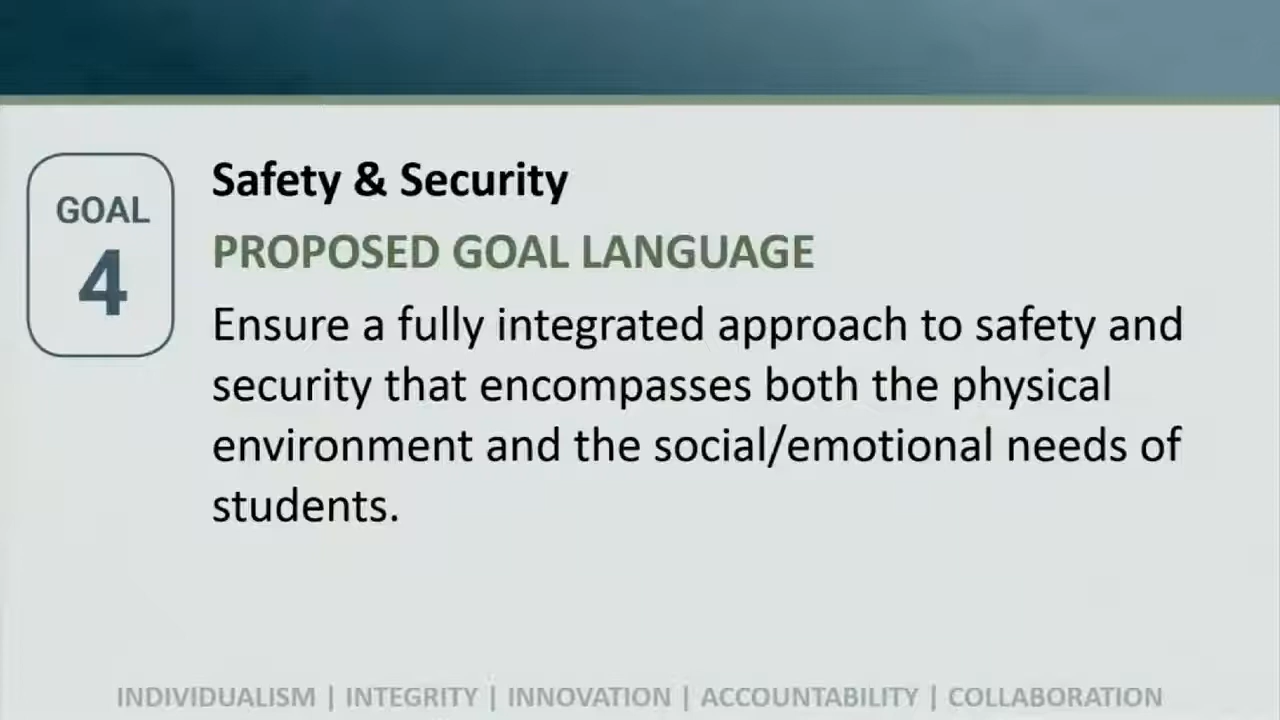 GOAL
4
Safety & Security
PROPOSED GOAL LANGUAGE
Ensure a fully integrated approach to safety and
security that encompasses both the physical
environment and the social/emotional needs of
students.
INDIVIDUALISM | INTEGRITY | INNOVATION | ACCOUNTABILITY | COLLABORATION